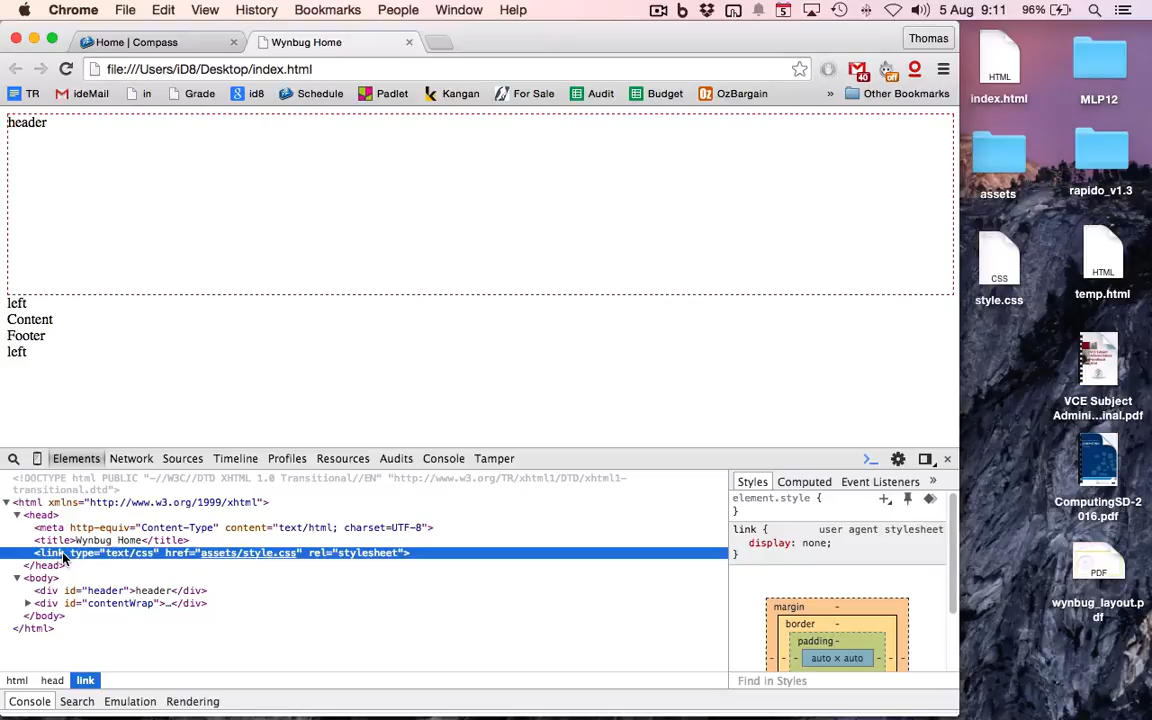 Chrome File Edit View History Bookmarks People Window Help 5 Aug 9:11 96%
Home | Compass Wynbug Home Thomas
file:///Users/iD8/Desktop/index.html 40 off
TR ideMail in Grade id8 Schedule Padlet Kangan For Sale Audit Budget OzBargain » Other Bookmarks
header
left
Content
Footer
left
Elements Network Sources Timeline Profiles Resources Audits Console Tamper
<!DOCTYPE html PUBLIC "-//W3C//DTD XHTML 1.0 Transitional//EN" "http://www.w3.org/TR/xhtml1/DTD/xhtml1-
transitional.dtd">
<html xmlns="http://www.w3.org/1999/xhtml">
<head>
<meta http-equiv="Content-Type" content="text/html; charset=UTF-8">
<title>Wynbug Home</title>
<link type="text/css" href="assets/style.css" rel="stylesheet">
</head>
<body>
<div id="header">header</div>
<div id="contentWrap">…</div>
</body>
</html>
html head link
Console Search Emulation Rendering
Styles Computed Event Listeners »
element.style {
}
link { user agent stylesheet
display: none;
}
margin -
border -
padding -
- - - auto × auto - - -
Find in Styles
HTML
index.html
MLP12
assets
rapido_v1.3
CSS
style.css
HTML
temp.html
VCE Subject
Admini...nal.pdf
ComputingSD-2
016.pdf
PDF
wynbug_layout.p
df